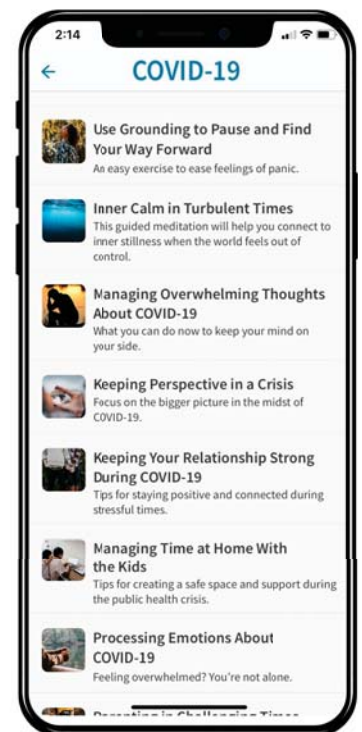 2:14
COVID-19
Use Grounding to Pause and Find
Your Way Forward
An easy exercise to ease feelings of panic.
Inner Calm in Turbulent Times
This guided meditation will help you connect to
inner stillness when the world feels out of
control.
Managing Overwhelming Thoughts
About COVID-19
What you can do now to keep your mind on
your side.
Keeping Perspective in a Crisis
Focus on the bigger picture in the midst of
COVID-19.
Keeping Your Relationship Strong
During COVID-19
Tips for staying positive and connected during
stressful times.
Managing Time at Home With
the Kids
Tips for creating a safe space and support during
the public health crisis.
Processing Emotions About
COVID-19
Feeling overwhelmed? You're not alone.
Parenting in Challenging Times